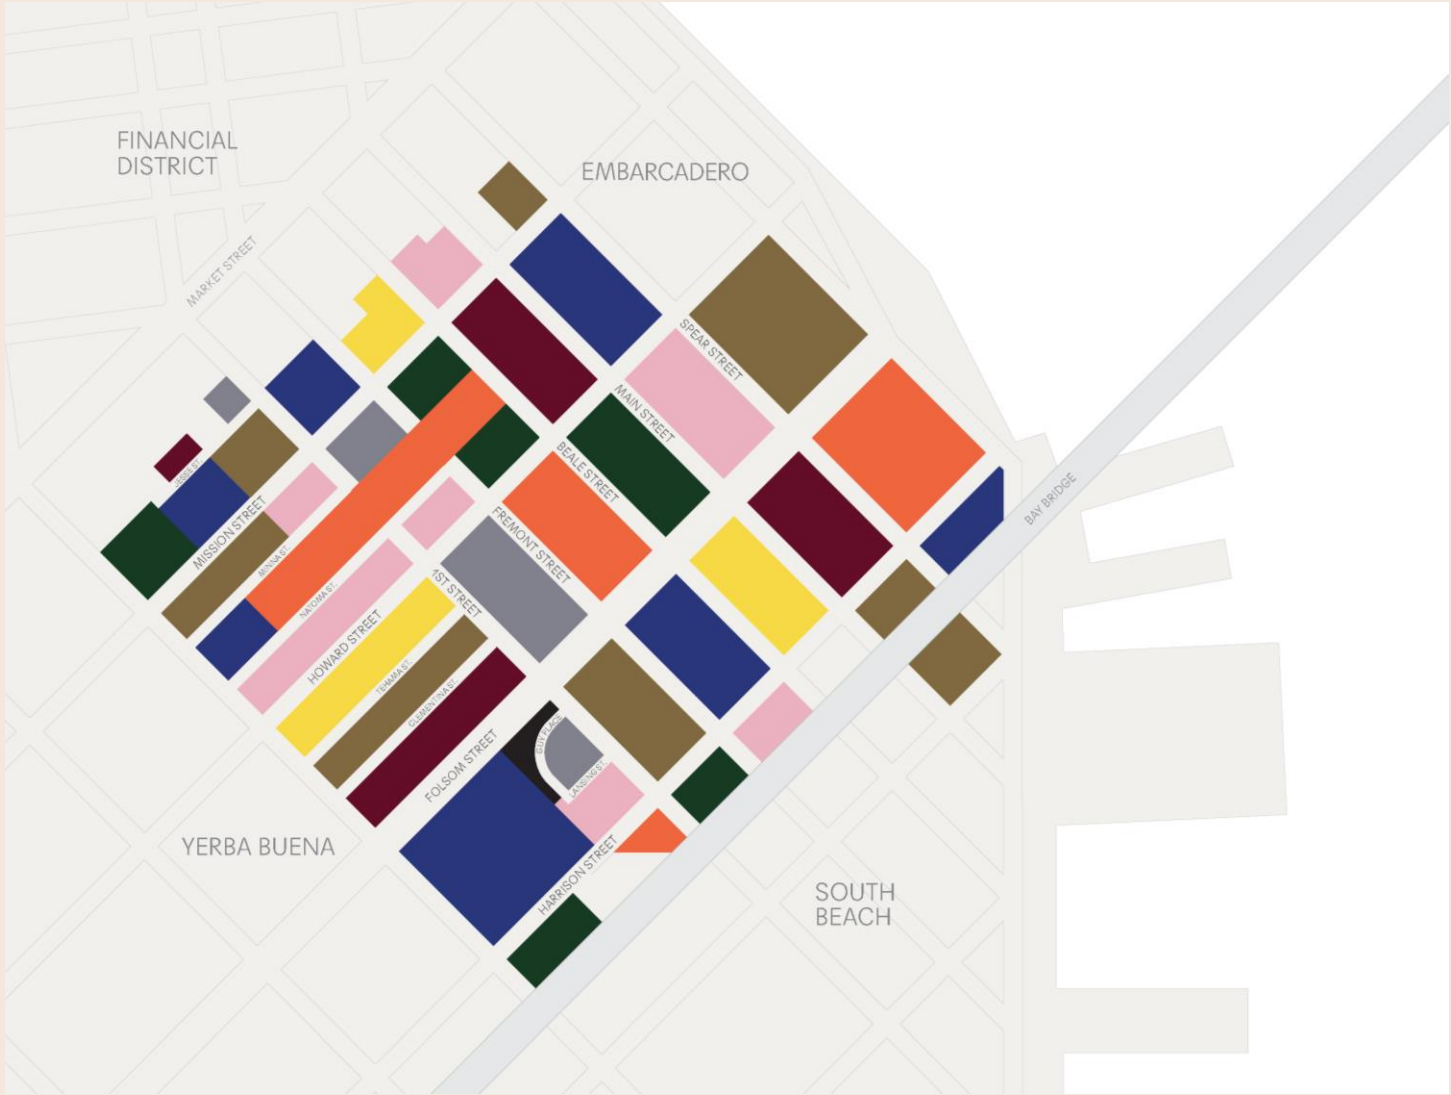 FINANCIAL
DISTRICT
EMBARCADERO
MARKET STREET
SPEAR STREET
MAIN STREET
BEALE STREET
FREMONT STREET
1ST STREET
JESSIE ST.
MISSION STREET
MINNA ST.
NATOMA ST.
HOWARD STREET
TEHAMA ST.
CLEMENTINA ST.
FOLSOM STREET
GUY PLACE
LANSING ST.
HARRISON STREET
BAY BRIDGE
YERBA BUENA
SOUTH
BEACH